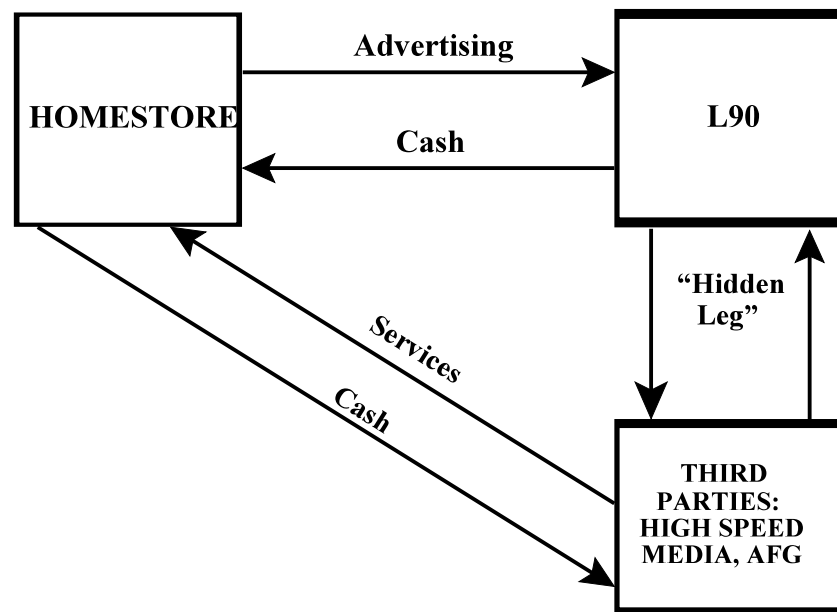 Advertising
HOMESTORE
L90
Cash
“Hidden
Leg”
Services
Cash
THIRD
PARTIES:
HIGH SPEED
MEDIA, AFG